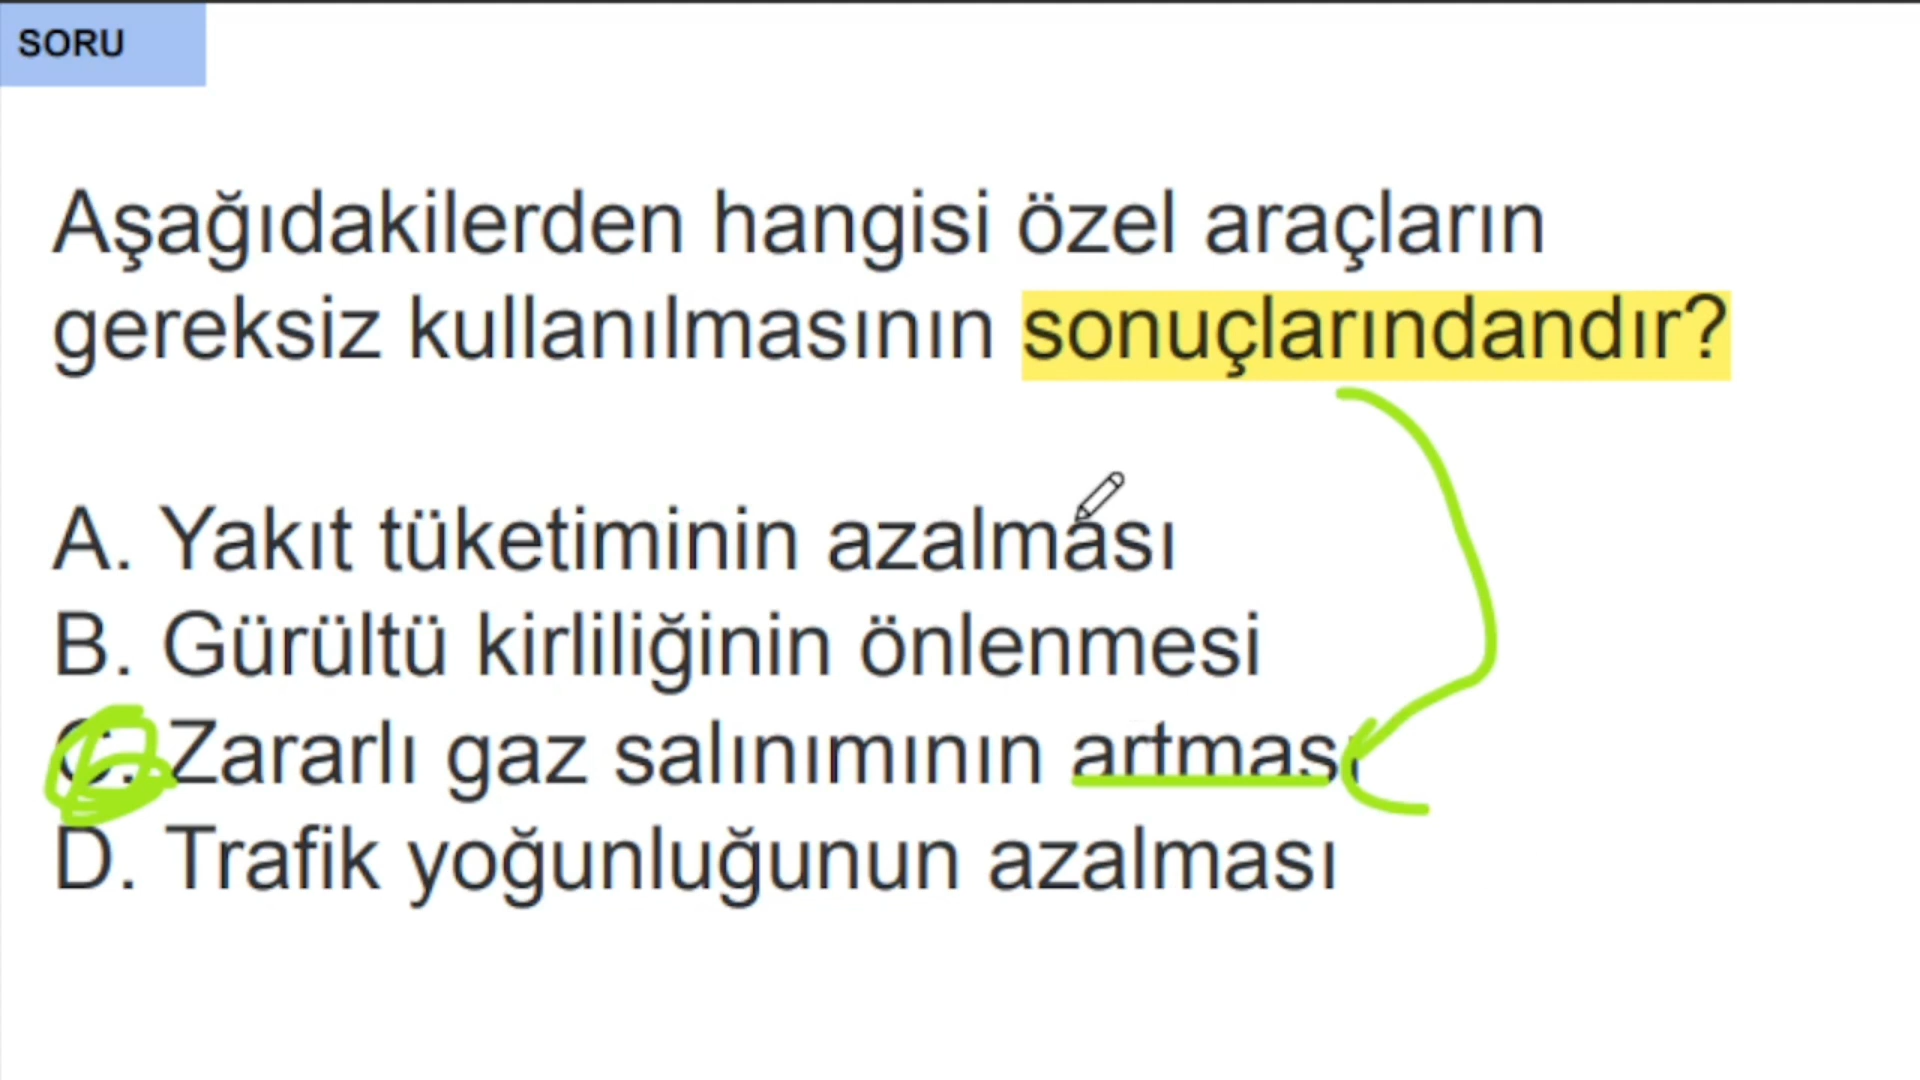 SORU
Aşağıdakilerden hangisi özel araçların
gereksiz kullanılmasının sonuçlarındandır?
A. Yakıt tüketiminin azalması
B. Gürültü kirliliğinin önlenmesi
C. Zararlı gaz salınımının artması
D. Trafik yoğunluğunun azalması